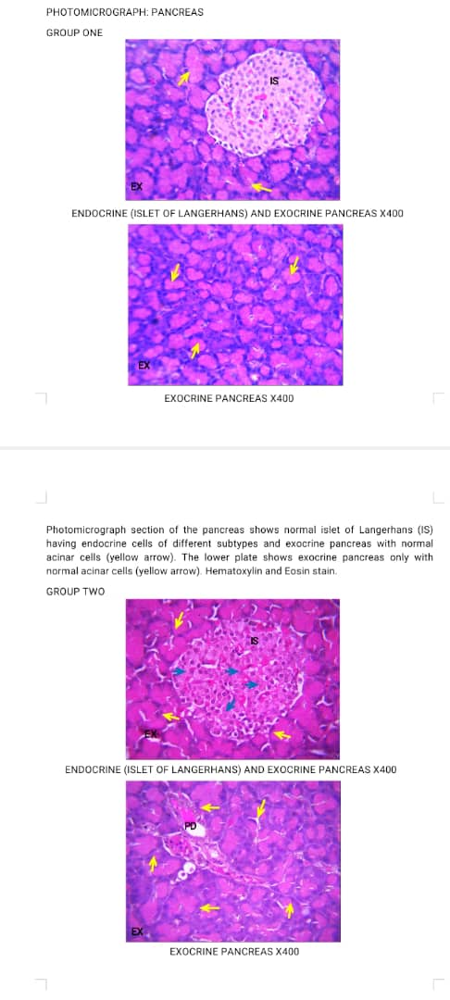 PHOTOMICROGRAPH: PANCREAS
GROUP ONE
IS
EX
ENDOCRINE (ISLET OF LANGERHANS) AND EXOCRINE PANCREAS X400
EX
EXOCRINE PANCREAS X400
Photomicrograph section of the pancreas shows normal islet of Langerhans (IS)
having endocrine cells of different subtypes and exocrine pancreas with normal
acinar cells (yellow arrow). The lower plate shows exocrine pancreas only with
normal acinar cells (yellow arrow). Hematoxylin and Eosin stain.
GROUP TWO
IS
EX
ENDOCRINE (ISLET OF LANGERHANS) AND EXOCRINE PANCREAS X400
PD
EX
EXOCRINE PANCREAS X400